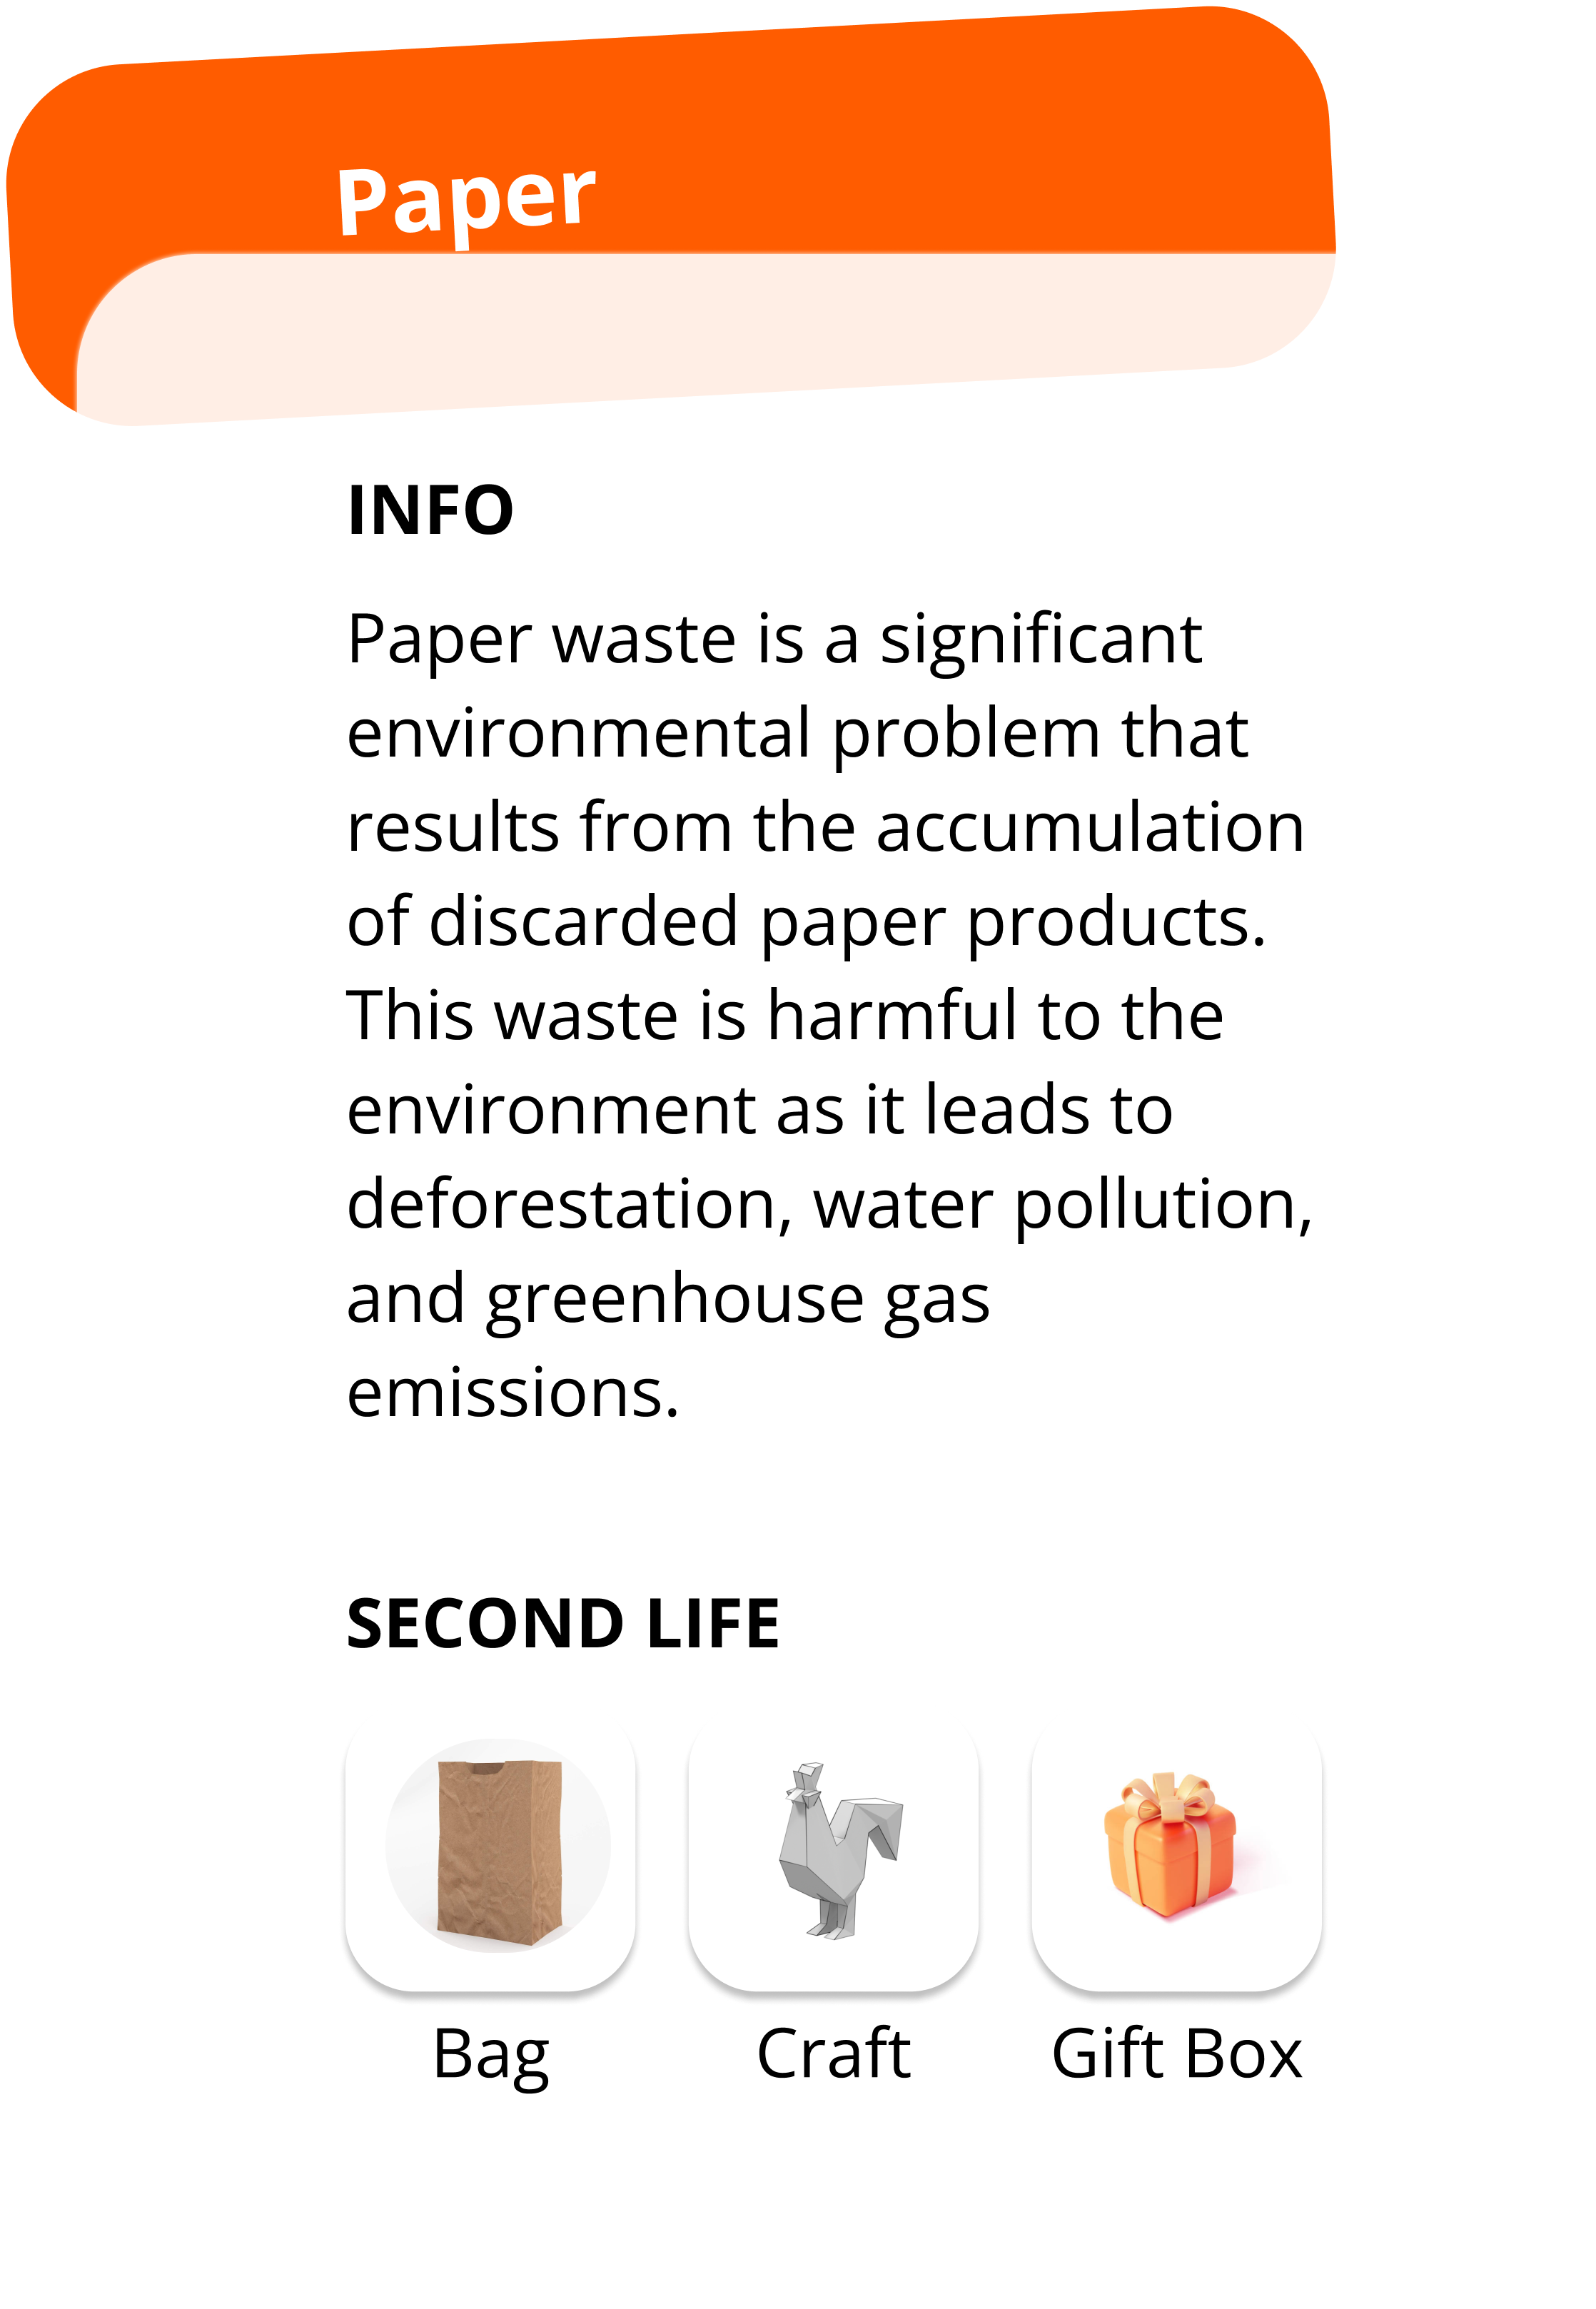 Paper
INFO
Paper waste is a significant
environmental problem that
results from the accumulation
of discarded paper products.
This waste is harmful to the
environment as it leads to
deforestation, water pollution,
and greenhouse gas
emissions.
SECOND LIFE
Bag
Craft
Gift Box